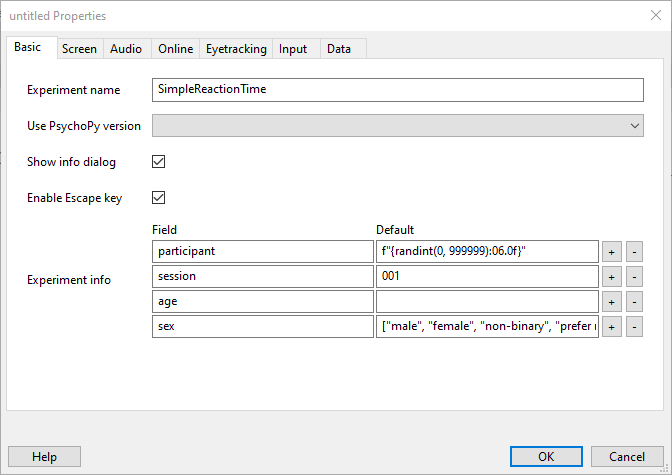 untitled Properties
Basic Screen Audio Online Eyetracking Input Data
Experiment name SimpleReactionTime
Use PsychoPy version
Show info dialog
Enable Escape key
Field Default
participant f"{randint(0, 999999):06.0f}" + -
Experiment info
session 001 + -
age + -
sex ["male", "female", "non-binary", "prefer + -
Help OK Cancel